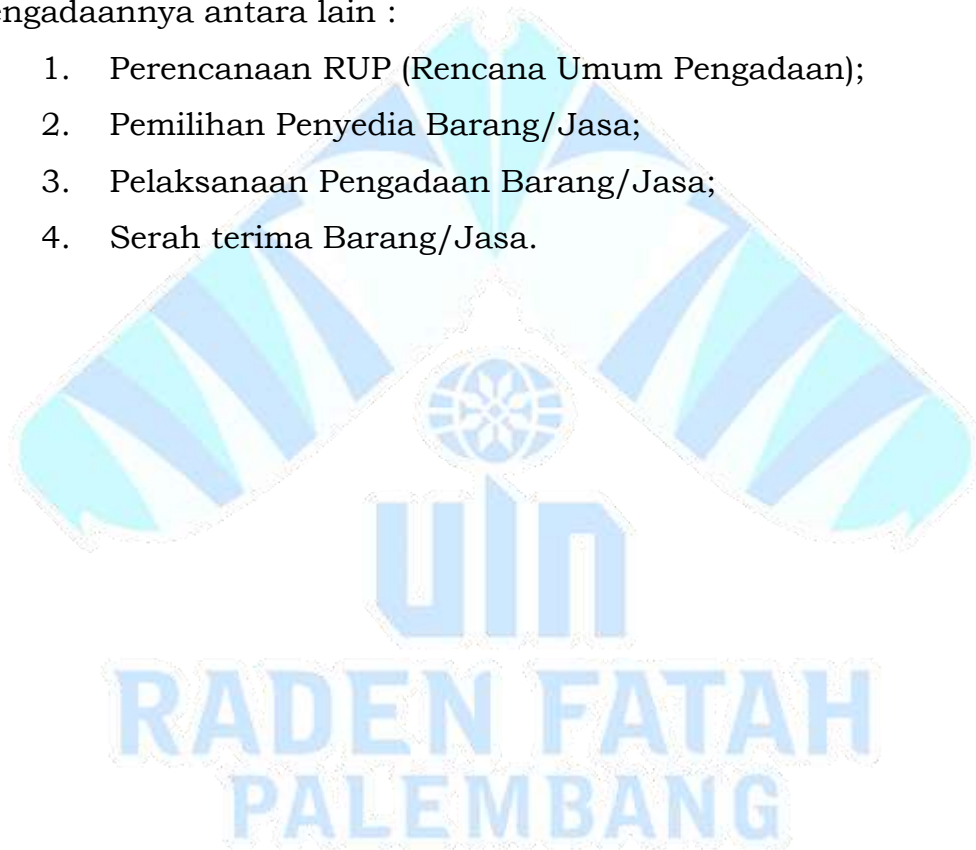 engadaannya antara lain :
1. Perencanaan RUP (Rencana Umum Pengadaan);
2. Pemilihan Penyedia Barang/Jasa;
3. Pelaksanaan Pengadaan Barang/Jasa;
4. Serah terima Barang/Jasa.
uin
RADEN FATAH
PALEMBANG